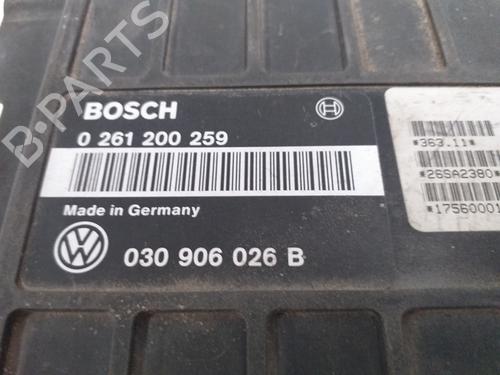 BOSCH
0 261 200 259
Made in Germany
030 906 026 B
*363.11*
*26SA2380*
*17560001
B-PARTS